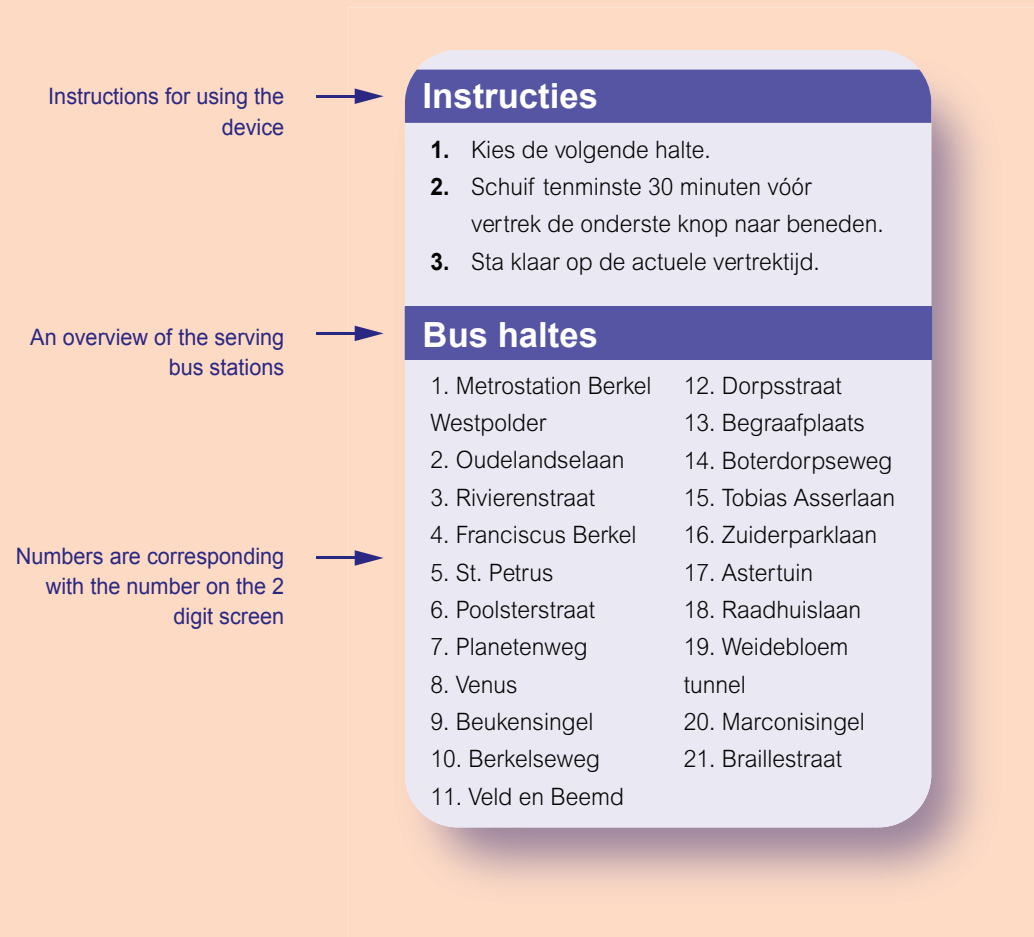 Instructions for using the
device
Instructies
1. Kies de volgende halte.
2. Schuif tenminste 30 minuten vóór
vertrek de onderste knop naar beneden.
3. Sta klaar op de actuele vertrektijd.
An overview of the serving
bus stations
Bus haltes
Numbers are corresponding
with the number on the 2
digit screen
1. Metrostation Berkel
Westpolder
2. Oudelandselaan
3. Rivierenstraat
4. Franciscus Berkel
5. St. Petrus
6. Poolsterstraat
7. Planetenweg
8. Venus
9. Beukensingel
10. Berkelseweg
11. Veld en Beemd
12. Dorpsstraat
13. Begraafplaats
14. Boterdorpseweg
15. Tobias Asserlaan
16. Zuiderparklaan
17. Astertuin
18. Raadhuislaan
19. Weidebloem
tunnel
20. Marconisingel
21. Braillestraat